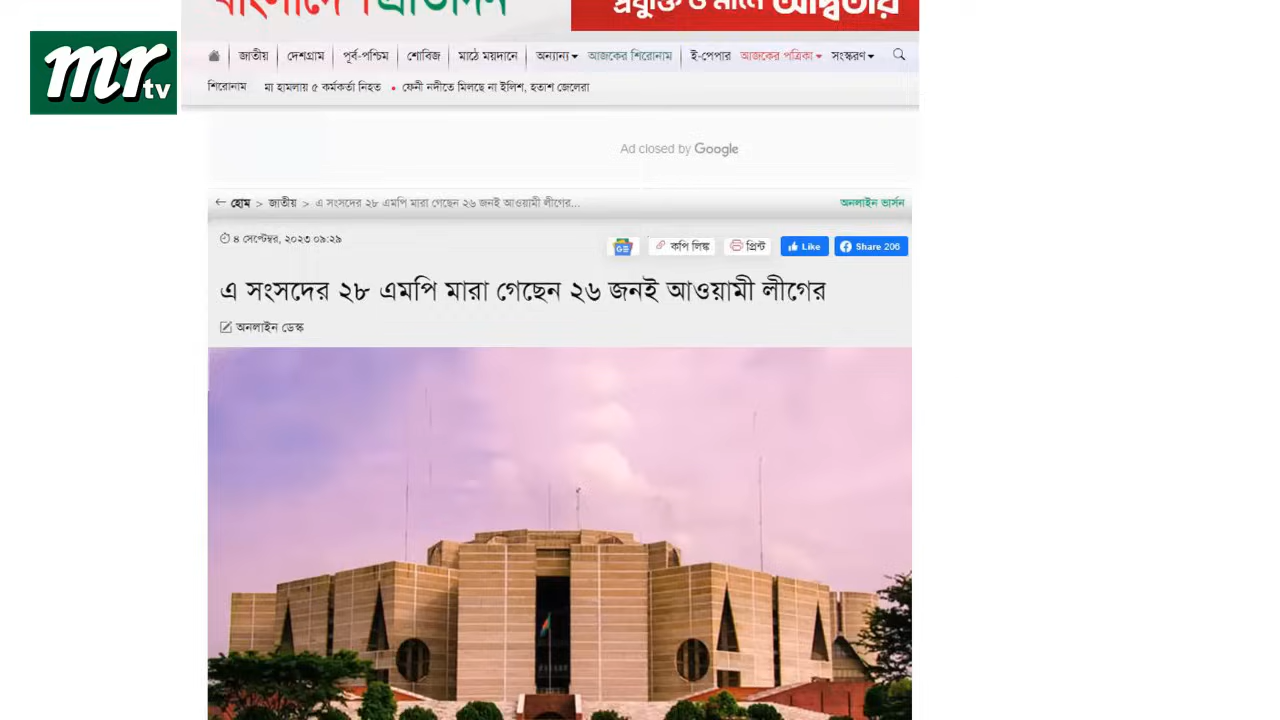 বাংলাদেশ প্রতিদিন
প্রযুক্তি ও মানে অদ্বিতীয়
mr tv
জাতীয় দেশগ্রাম পূর্ব-পশ্চিম শোবিজ মাঠে ময়দানে অন্যান্য আজকের শিরোনাম ই-পেপার আজকের পত্রিকা সংস্করণ
শিরোনাম মা হামলায় ৫ কর্মকর্তা নিহত • ফেনী নদীতে মিলছে না ইলিশ, হতাশ জেলেরা
Ad closed by Google
← হোম > জাতীয় > এ সংসদের ২৮ এমপি মারা গেছেন ২৬ জনই আওয়ামী লীগের... অনলাইন ভার্সন
৪ সেপ্টেম্বর, ২০২৩ ০৯:২৯
GE কপি লিঙ্ক প্রিন্ট Like Share 206
এ সংসদের ২৮ এমপি মারা গেছেন ২৬ জনই আওয়ামী লীগের
অনলাইন ডেস্ক